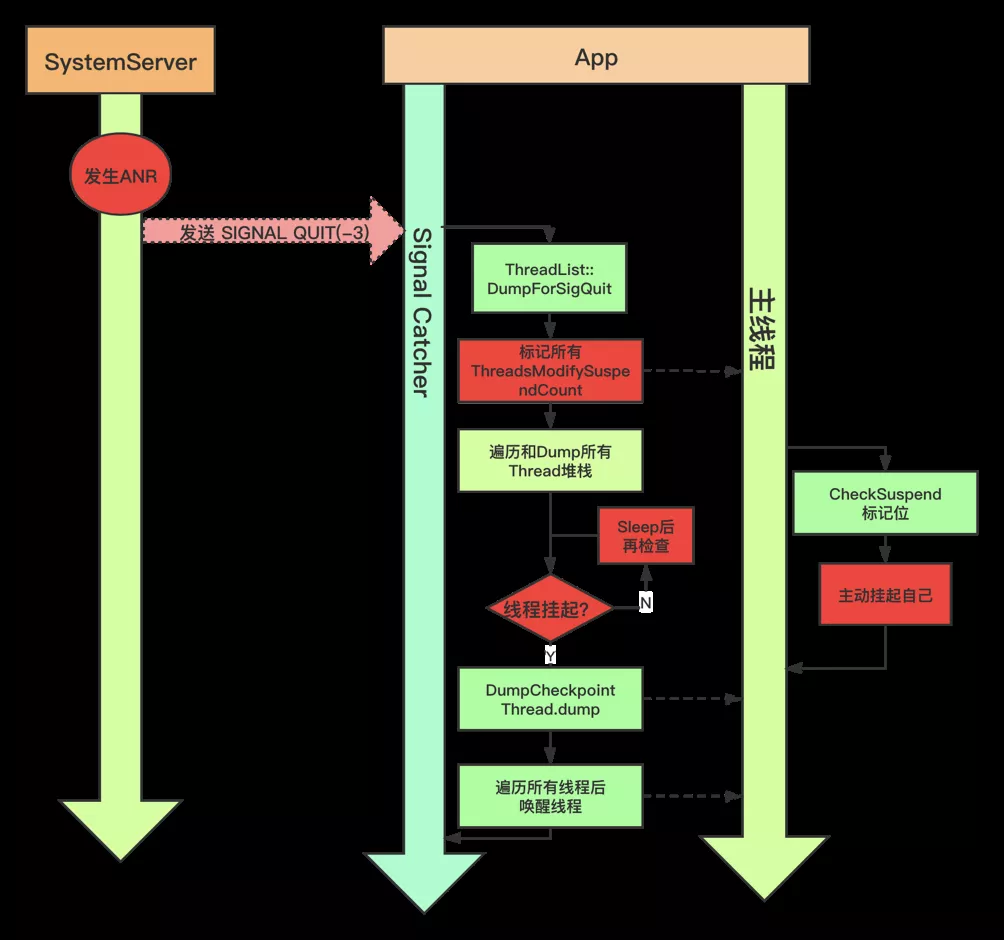 SystemServer
App
发生ANR
发送 SIGNAL QUIT(-3)
Signal Catcher
ThreadList::
DumpForSigQuit
标记所有
ThreadsModifySuspe
ndCount
遍历和Dump所有
Thread堆栈
Sleep后
再检查
线程挂起?
N
Y
DumpCheckpoint
Thread.dump
遍历所有线程后
唤醒线程
主线程
CheckSuspend
标记位
主动挂起自己